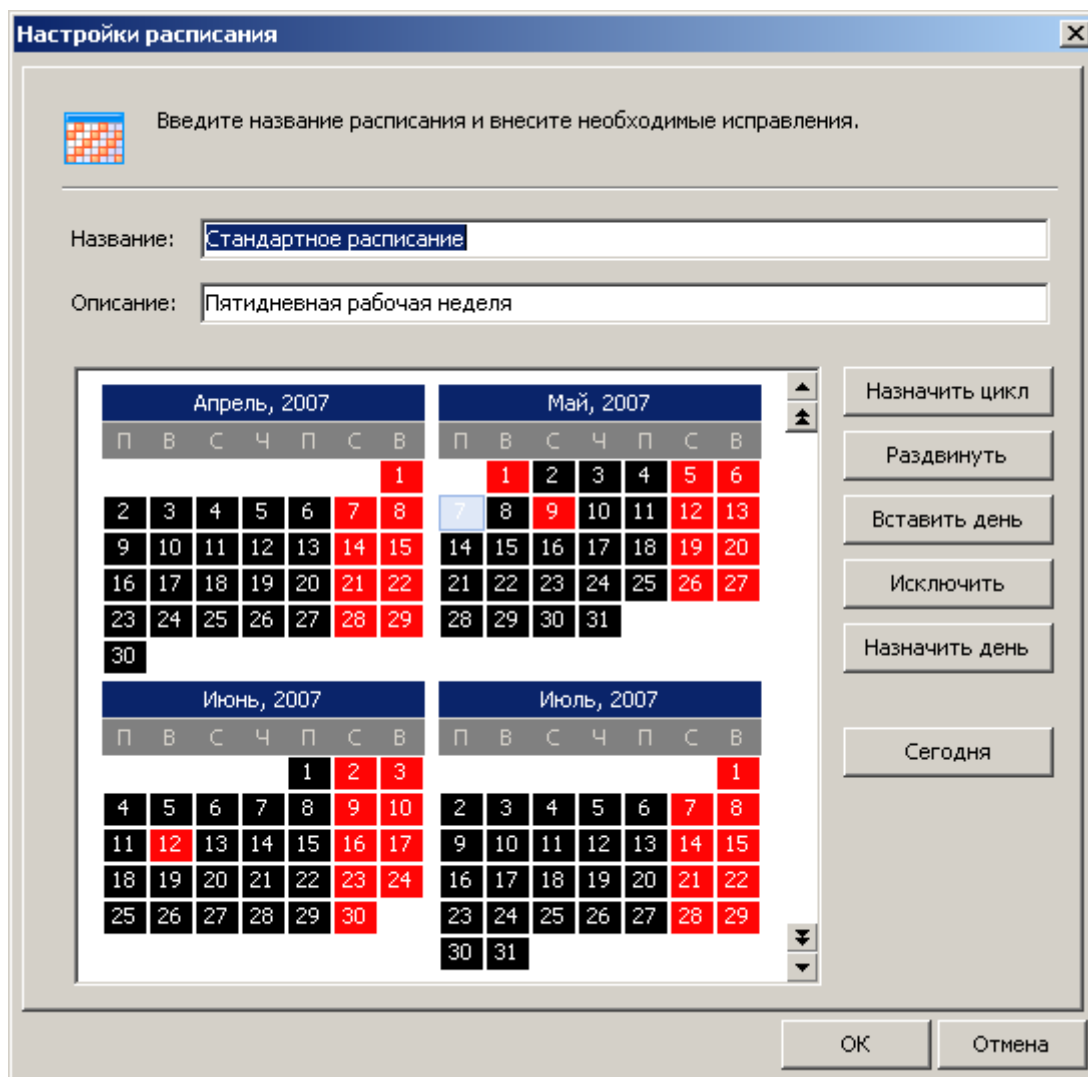 Настройки расписания
Введите название расписания и внесите необходимые исправления.
Название: Стандартное расписание
Описание: Пятидневная рабочая неделя
Апрель, 2007
П В С Ч П С В
1
2 3 4 5 6 7 8
9 10 11 12 13 14 15
16 17 18 19 20 21 22
23 24 25 26 27 28 29
30
Май, 2007
П В С Ч П С В
1 2 3 4 5 6
7 8 9 10 11 12 13
14 15 16 17 18 19 20
21 22 23 24 25 26 27
28 29 30 31
Июнь, 2007
П В С Ч П С В
1 2 3
4 5 6 7 8 9 10
11 12 13 14 15 16 17
18 19 20 21 22 23 24
25 26 27 28 29 30
Июль, 2007
П В С Ч П С В
1
2 3 4 5 6 7 8
9 10 11 12 13 14 15
16 17 18 19 20 21 22
23 24 25 26 27 28 29
30 31
Назначить цикл
Раздвинуть
Вставить день
Исключить
Назначить день
Сегодня
ОК
Отмена